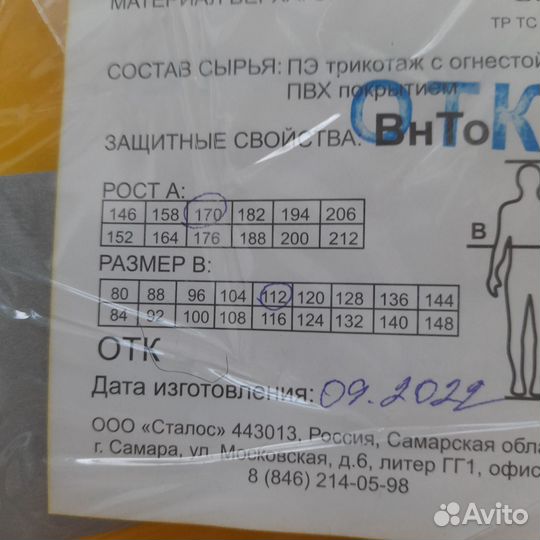 МАТЕРИАЛ ВЕРХА
ТР ТС
СОСТАВ СЫРЬЯ: ПЭ трикотаж с огнестой
ПВХ покрытием
ОТК
ЗАЩИТНЫЕ СВОЙСТВА: ВнТо
РОСТ А:
146 158 170 182 194 206
152 164 176 188 200 212
В
РАЗМЕР В:
80 88 96 104 112 120 128 136 144
84 92 100 108 116 124 132 140 148
ОТК
Дата изготовления: 09.2022
ООО «Сталос» 443013, Россия, Самарская обла
г. Самара, ул. Московская, д.6, литер ГГ1, офис
8 (846) 214-05-98
Avito